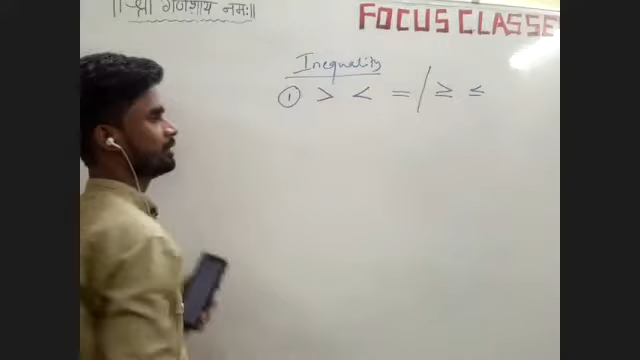 ॥ श्री गणेशाय नमः॥
FOCUS CLASSE
Inequality
① > < = / ≥ ≤